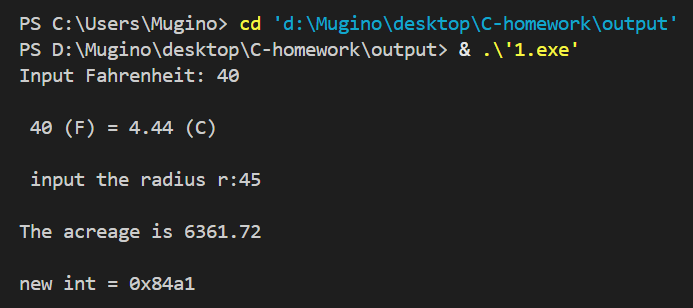 PS C:\Users\Mugino> cd 'd:\Mugino\desktop\C-homework\output'
PS D:\Mugino\desktop\C-homework\output> & .\'1.exe'
Input Fahrenheit: 40
40 (F) = 4.44 (C)
input the radius r:45
The acreage is 6361.72
new int = 0x84a1